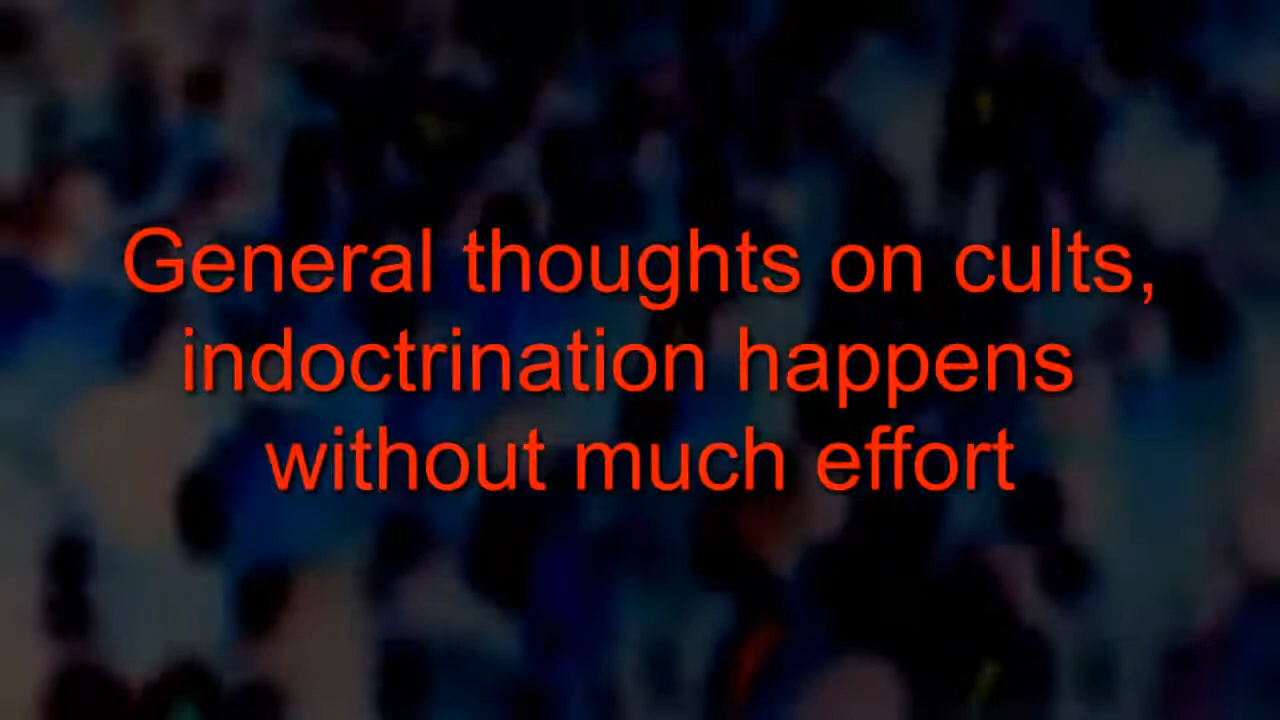 General thoughts on cults,
indoctrination happens
without much effort